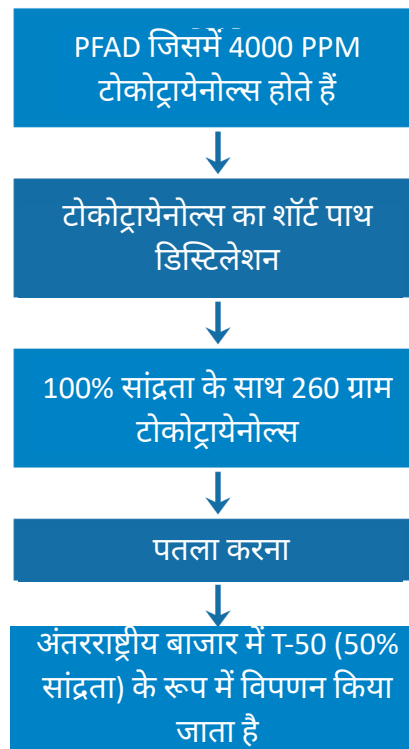 PFAD जिसमें 4000 PPM
टोकोट्रायेनोल्स होते हैं
टोकोट्रायेनोल्स का शॉर्ट पाथ
डिस्टिलेशन
100% सांद्रता के साथ 260 ग्राम
टोकोट्रायेनोल्स
पतला करना
अंतरराष्ट्रीय बाजार में T-50 (50%
सांद्रता) के रूप में विपणन किया
जाता है